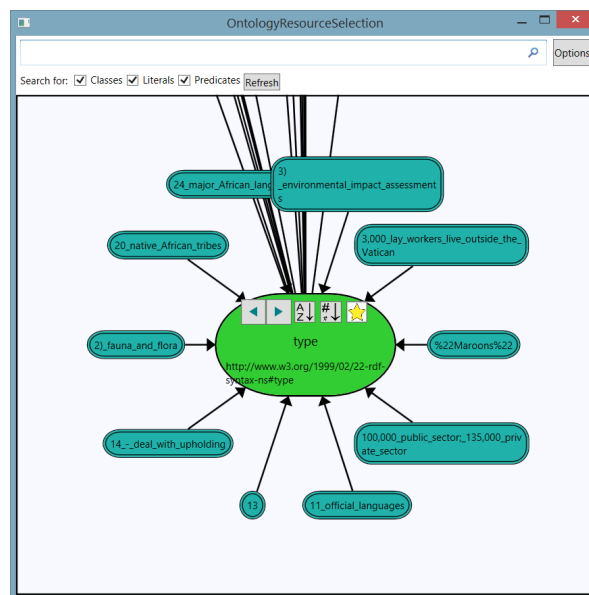 OntologyResourceSelection
Options
Search for: Classes Literals Predicates Refresh
24_major_African_lang
3)
_environmental_impact_assessment
s
20_native_African_tribes
3,000_lay_workers_live_outside_the_
Vatican
A
Z
#
#
type
http://www.w3.org/1999/02/22-rdf-
syntax-ns#type
2)_fauna_and_flora
%22Maroons%22
14_-_deal_with_upholding
100,000_public_sector;_135,000_priv
ate_sector
13
11_official_languages